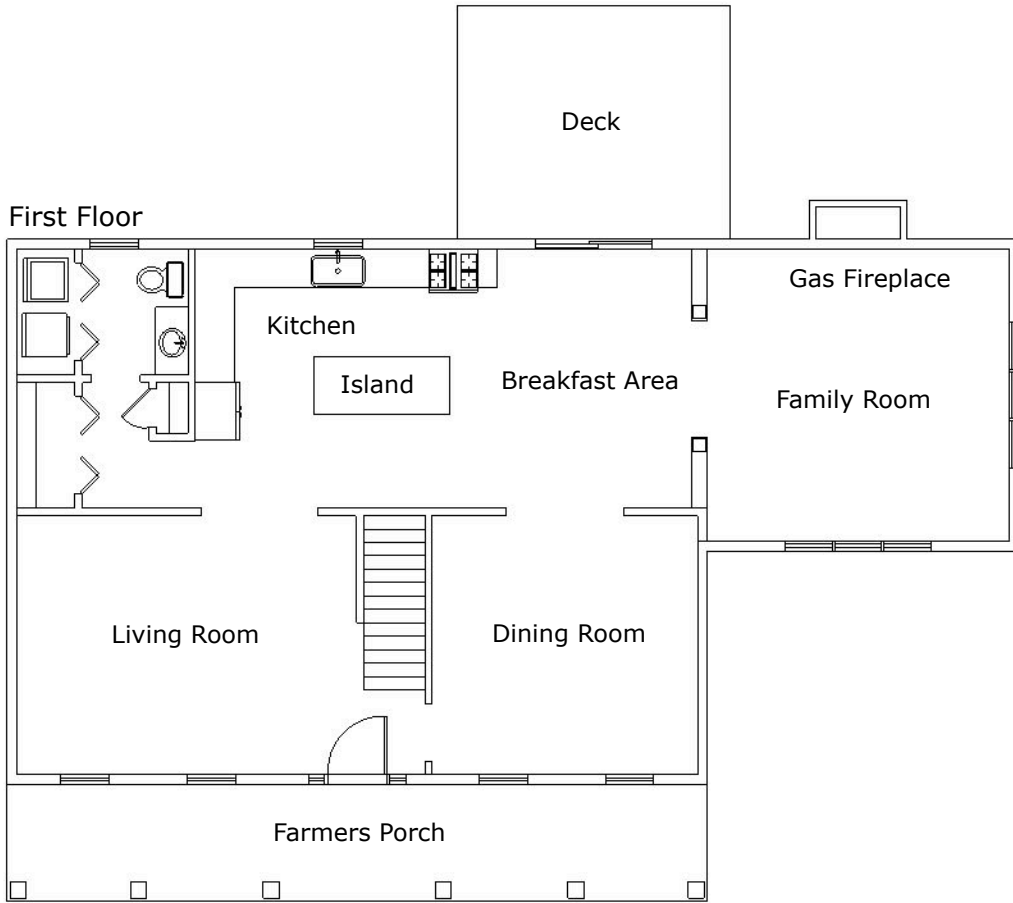 Deck
First Floor
Gas Fireplace
Kitchen
Island
Breakfast Area
Family Room
Living Room
Dining Room
Farmers Porch